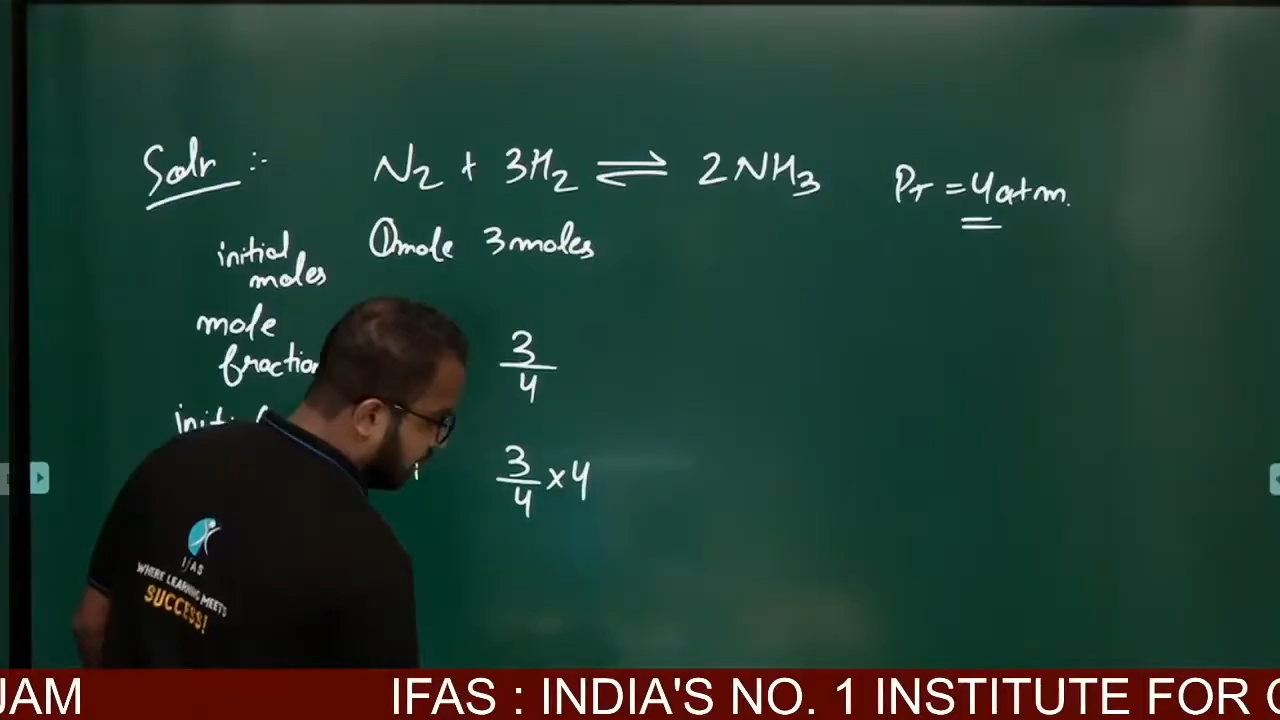 Soln :-
N2 + 3H2 ⇌ 2NH3
PT = 4atm.
initial moles
1mole 3moles
mole fraction
3/4
3/4 × 4
IFAS
WHERE LEARNING MEETS
SUCCESS!
JAM IFAS : INDIA'S NO. 1 INSTITUTE FOR